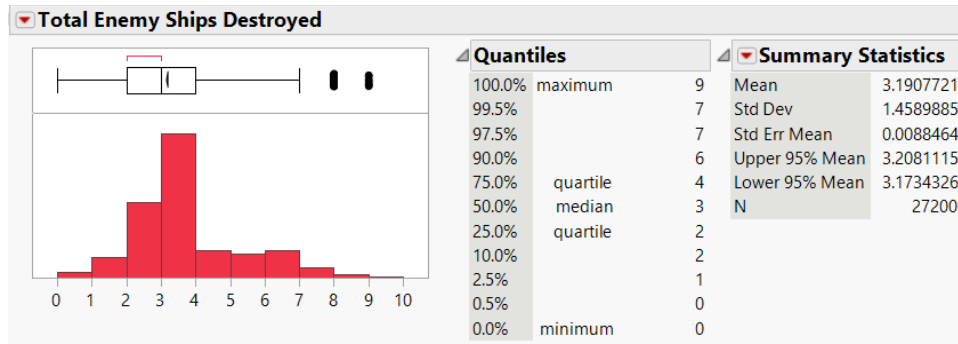 Total Enemy Ships Destroyed
0 1 2 3 4 5 6 7 8 9 10
Quantiles
100.0% maximum 9
99.5% 7
97.5% 7
90.0% 6
75.0% quartile 4
50.0% median 3
25.0% quartile 2
10.0% 2
2.5% 1
0.5% 0
0.0% minimum 0
Summary Statistics
Mean 3.1907721
Std Dev 1.4589885
Std Err Mean 0.0088464
Upper 95% Mean 3.2081115
Lower 95% Mean 3.1734326
N 27200